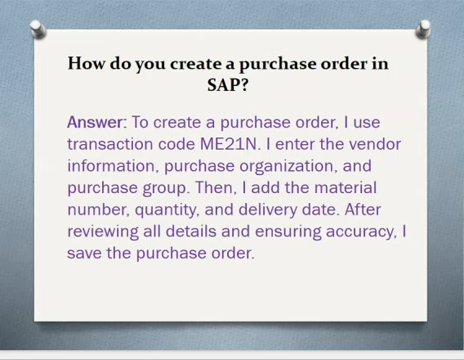 How do you create a purchase order in
SAP?
Answer: To create a purchase order, I use
transaction code ME21N. I enter the vendor
information, purchase organization, and
purchase group. Then, I add the material
number, quantity, and delivery date. After
reviewing all details and ensuring accuracy, I
save the purchase order.